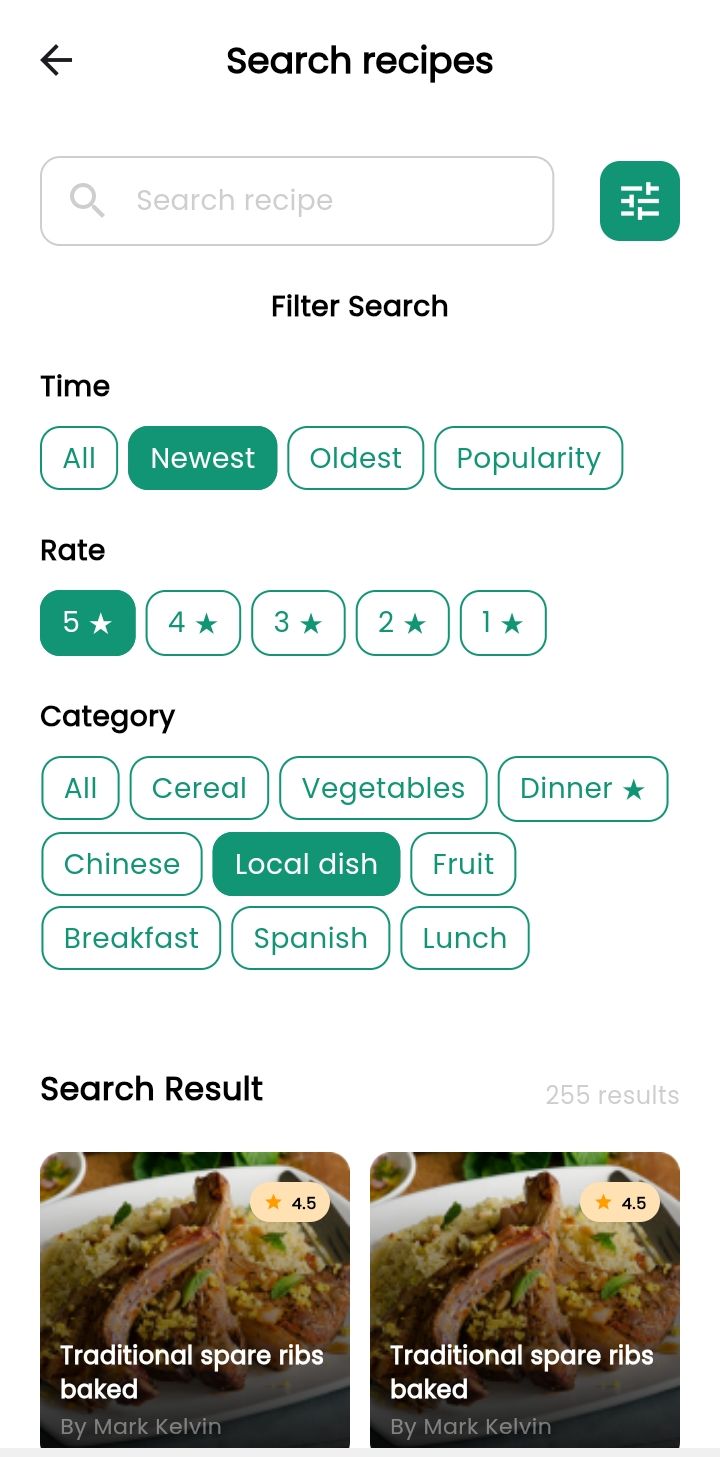 Search recipes
Search recipe
Filter Search
Time
All Newest Oldest Popularity
Rate
5 ★ 4 ★ 3 ★ 2 ★ 1 ★
Category
All Cereal Vegetables Dinner ★
Chinese Local dish Fruit
Breakfast Spanish Lunch
Search Result
255 results
★ 4.5
Traditional spare ribs
baked
By Mark Kelvin
★ 4.5
Traditional spare ribs
baked
By Mark Kelvin